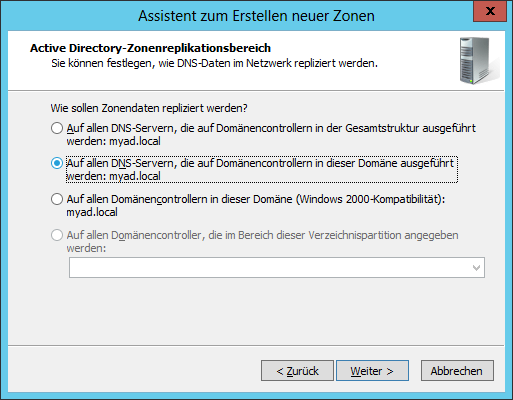 Assistent zum Erstellen neuer Zonen
x
Active Directory-Zonenreplikationsbereich
Sie können festlegen, wie DNS-Daten im Netzwerk repliziert werden.
Wie sollen Zonendaten repliziert werden?
Auf allen DNS-Servern, die auf Domänencontrollern in der Gesamtstruktur ausgeführt
werden: myad.local
Auf allen DNS-Servern, die auf Domänencontrollern in dieser Domäne ausgeführt
werden: myad.local
Auf allen Domänencontrollern in dieser Domäne (Windows 2000-Kompatibilität):
myad.local
Auf allen Domänencontroller, die im Bereich dieser Verzeichnispartition angegeben
werden:
< Zurück Weiter > Abbrechen